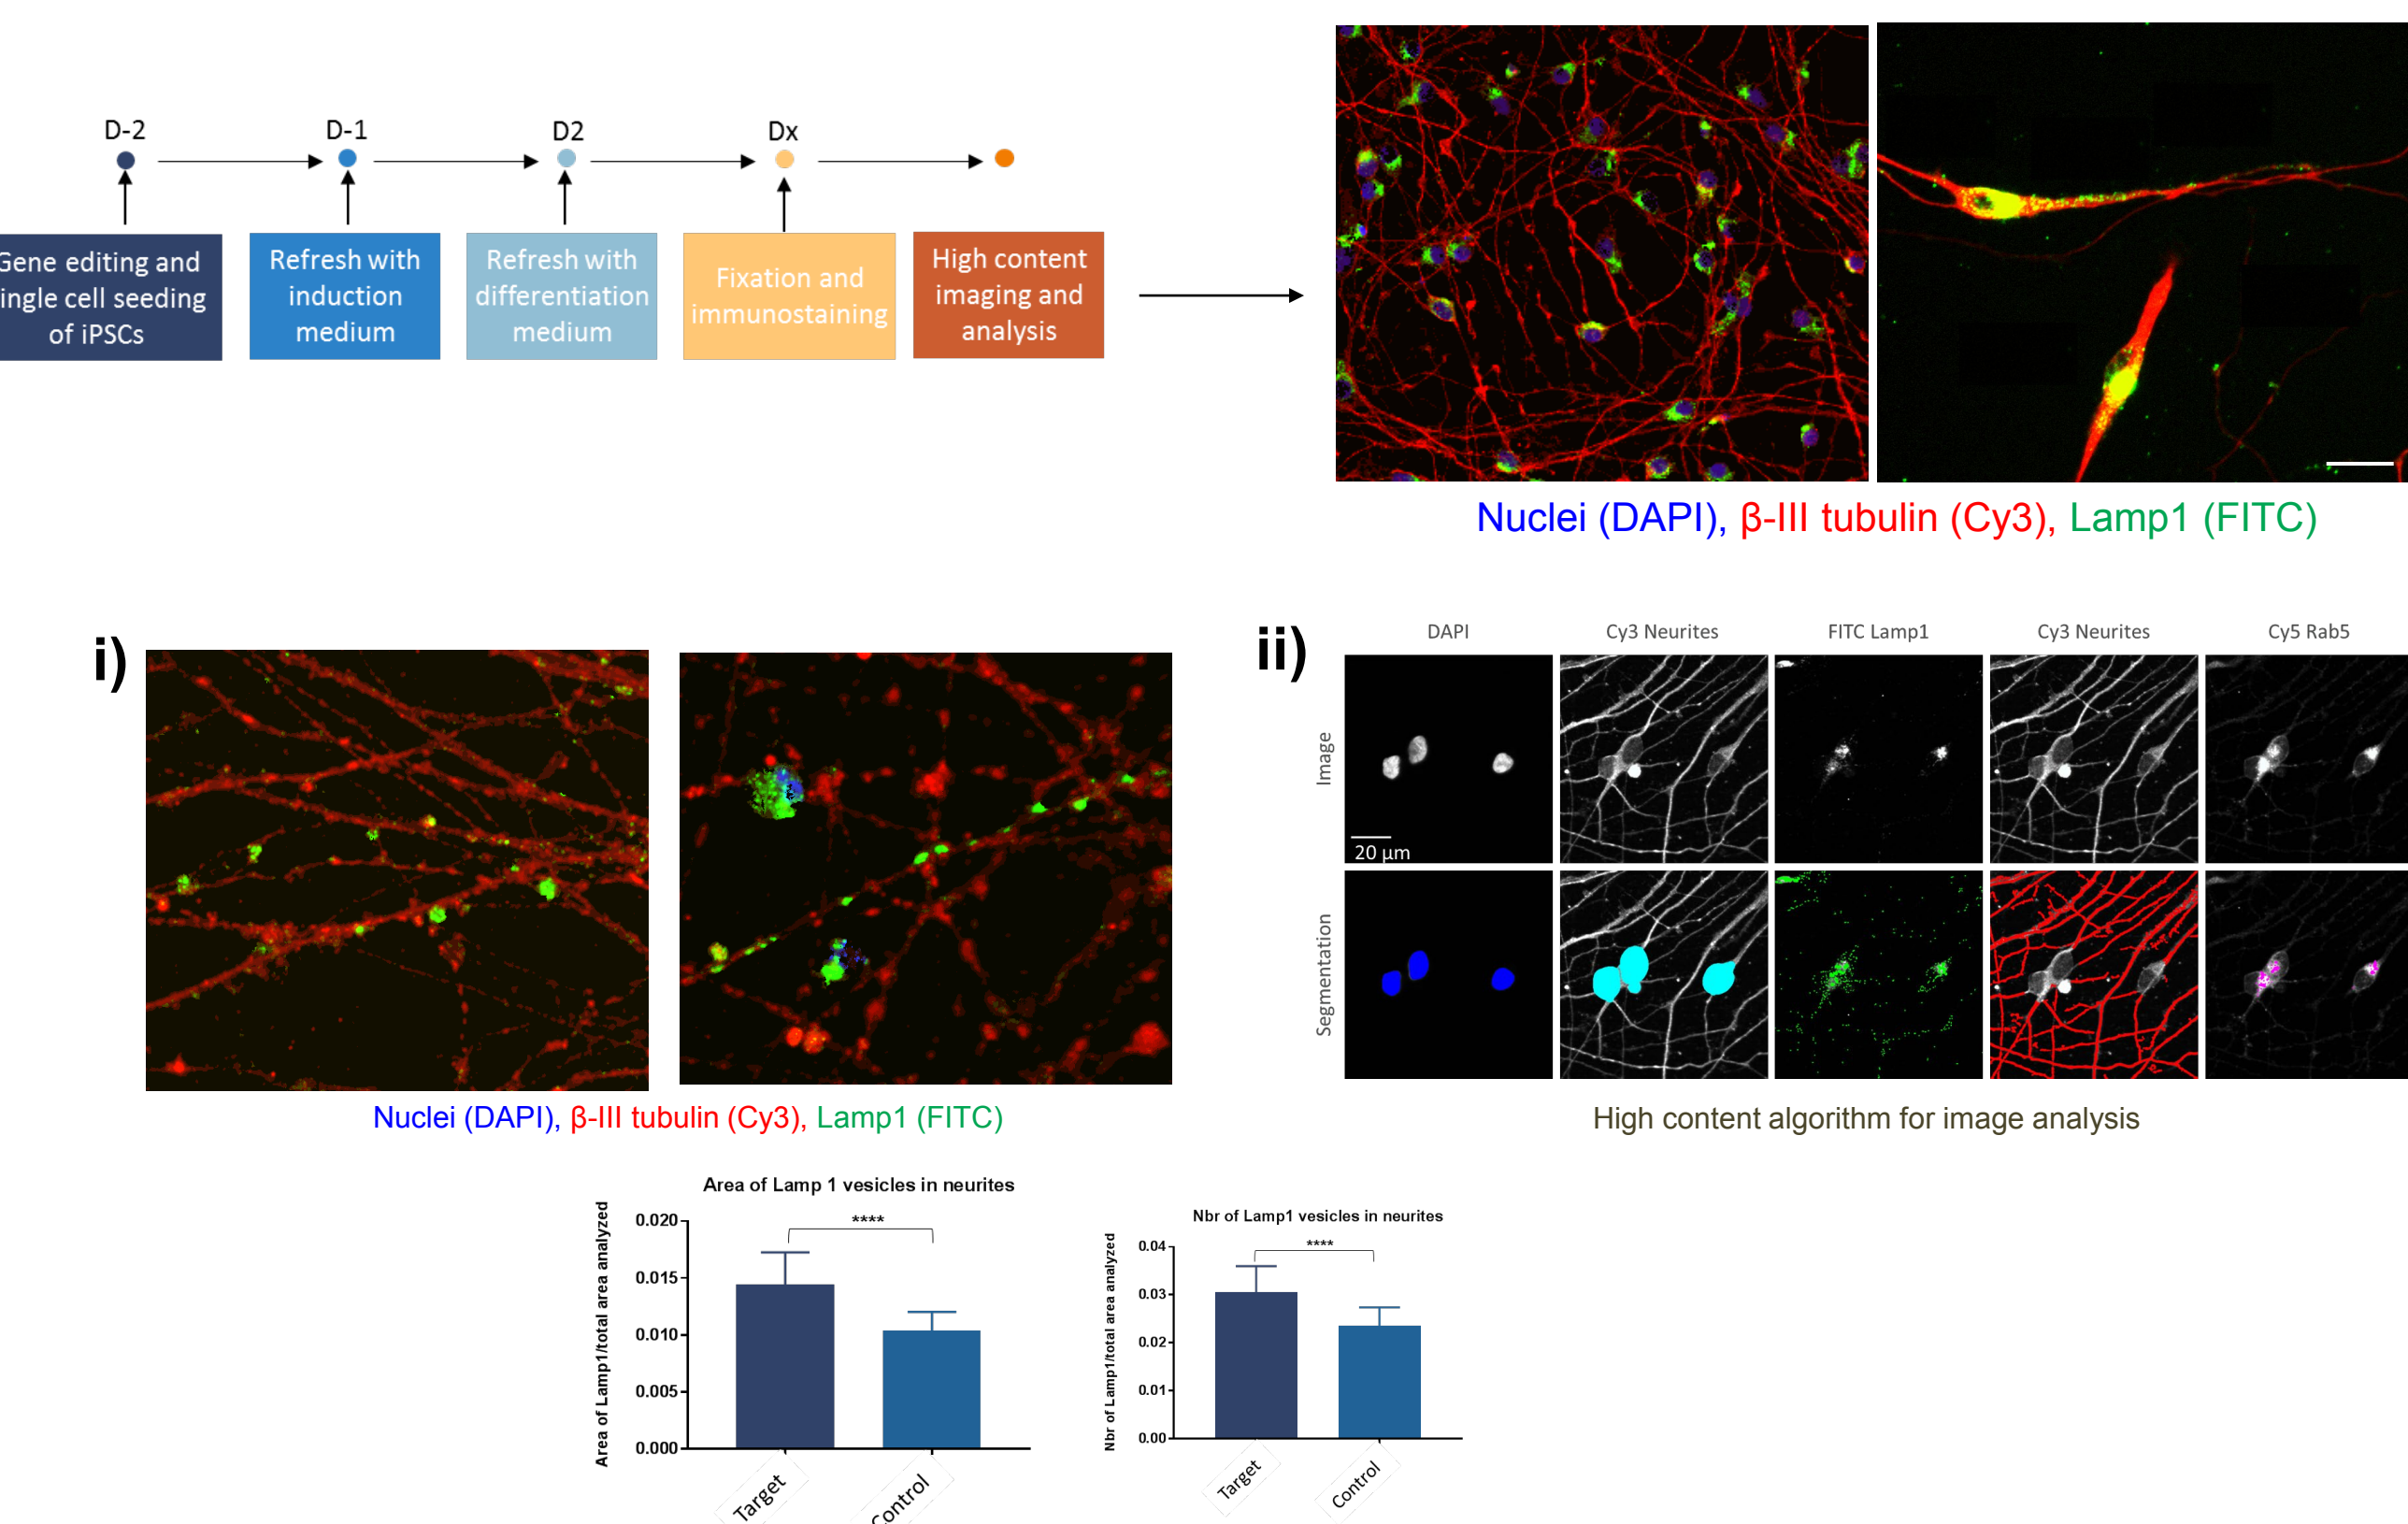 D-2
D-1
D2
Dx
Gene editing and
ingle cell seeding
of iPSCs
Refresh with
induction
medium
Refresh with
differentiation
medium
Fixation and
immunostaining
High content
imaging and
analysis
Nuclei (DAPI), β-III tubulin (Cy3), Lamp1 (FITC)
i)
Nuclei (DAPI), β-III tubulin (Cy3), Lamp1 (FITC)
ii)
DAPI
Cy3 Neurites
FITC Lamp1
Cy3 Neurites
Cy5 Rab5
Image
20 µm
Segmentation
High content algorithm for image analysis
Area of Lamp 1 vesicles in neurites
Area of Lamp1/total area analyzed
0.020
0.015
0.010
0.005
0.000
****
Target
Control
Nbr of Lamp1 vesicles in neurites
Nbr of Lamp1/total area analyzed
0.04
0.03
0.02
0.01
0.00
****
Target
Control